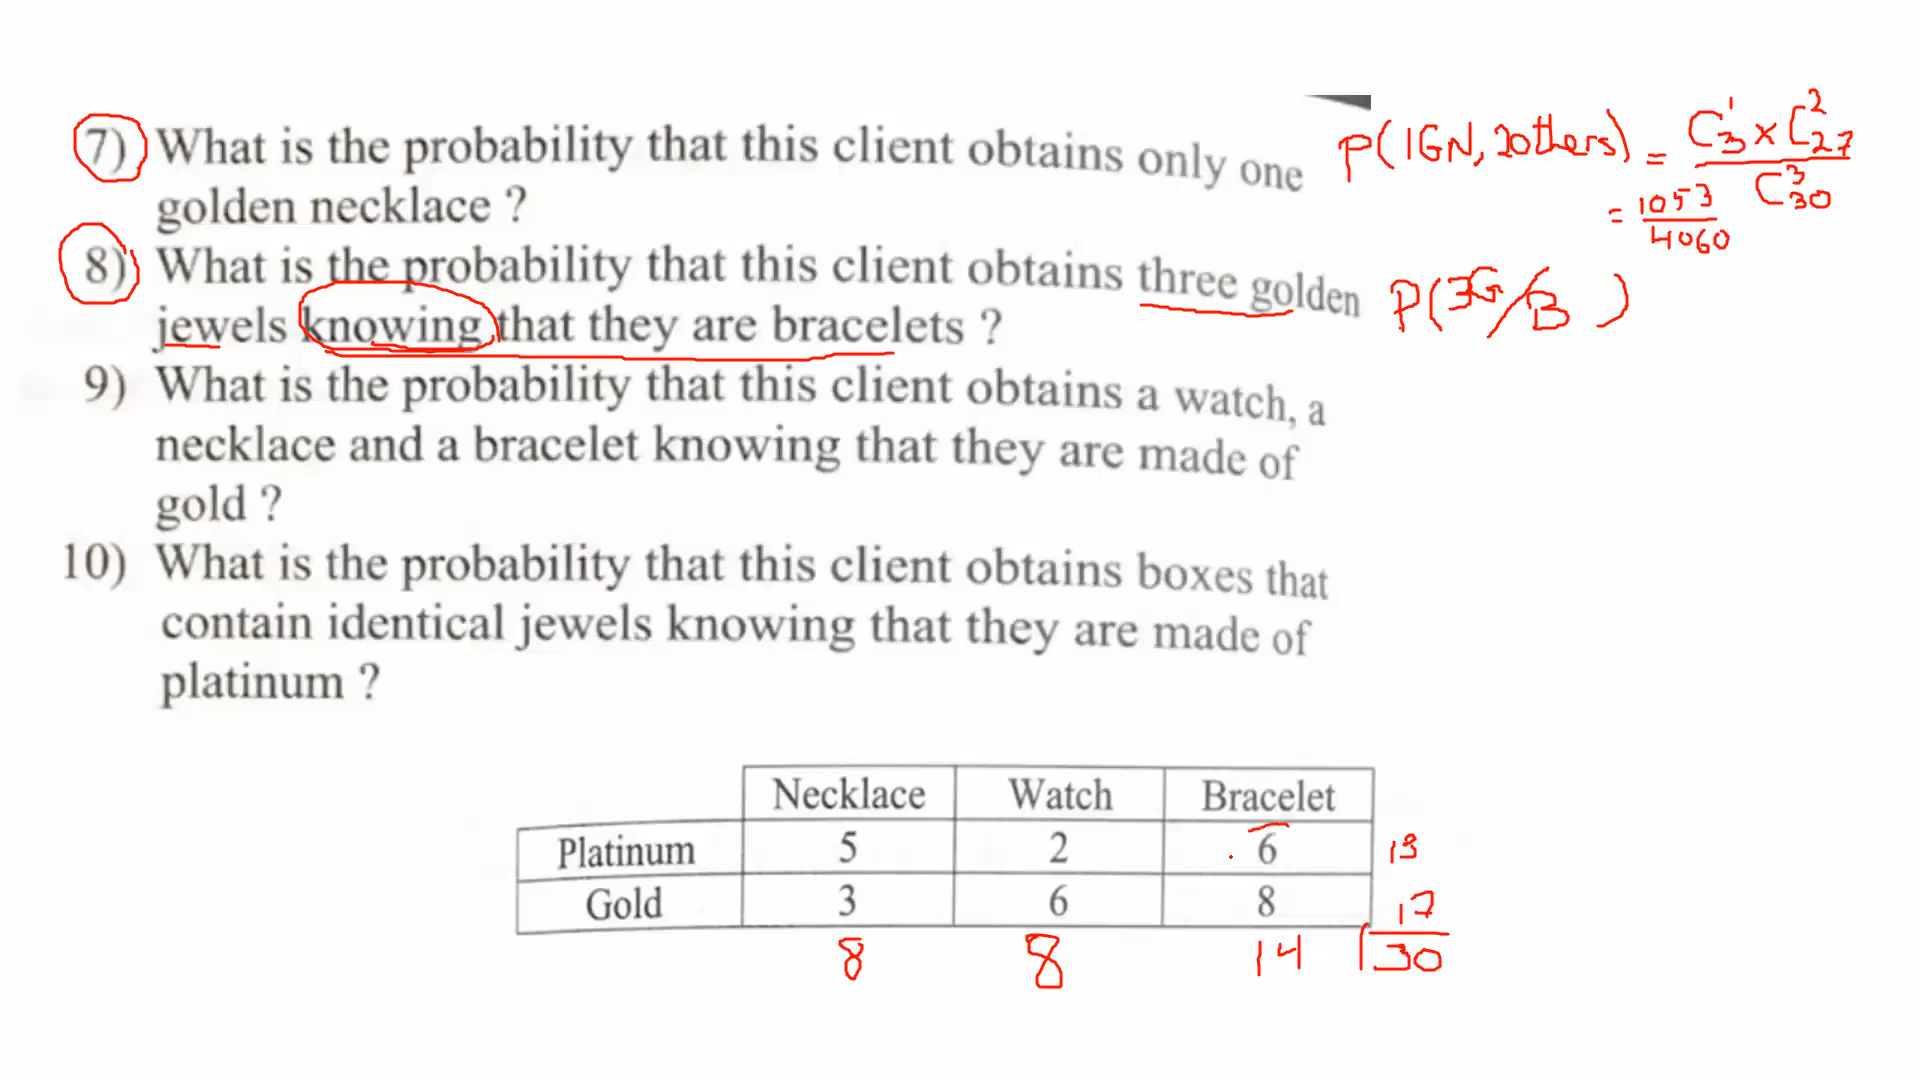 7) What is the probability that this client obtains only one
golden necklace ?
8) What is the probability that this client obtains three golden
jewels knowing that they are bracelets ?
9) What is the probability that this client obtains a watch, a
necklace and a bracelet knowing that they are made of
gold ?
10) What is the probability that this client obtains boxes that
contain identical jewels knowing that they are made of
platinum ?
P(1GN, 2others) = C¹₃ × C²₂₇ / C³₃₀
= 1053 / 4060
P(3G/B )
Necklace Watch Bracelet
Platinum 5 2 6 13
Gold 3 6 8 17
8 8 14 30